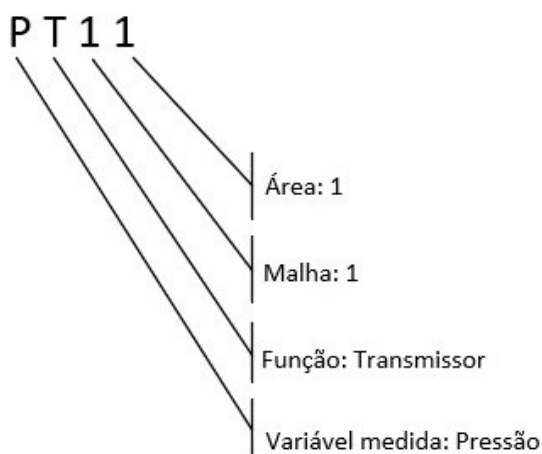 P T 1 1
Área: 1
Malha: 1
Função: Transmissor
Variável medida: Pressão